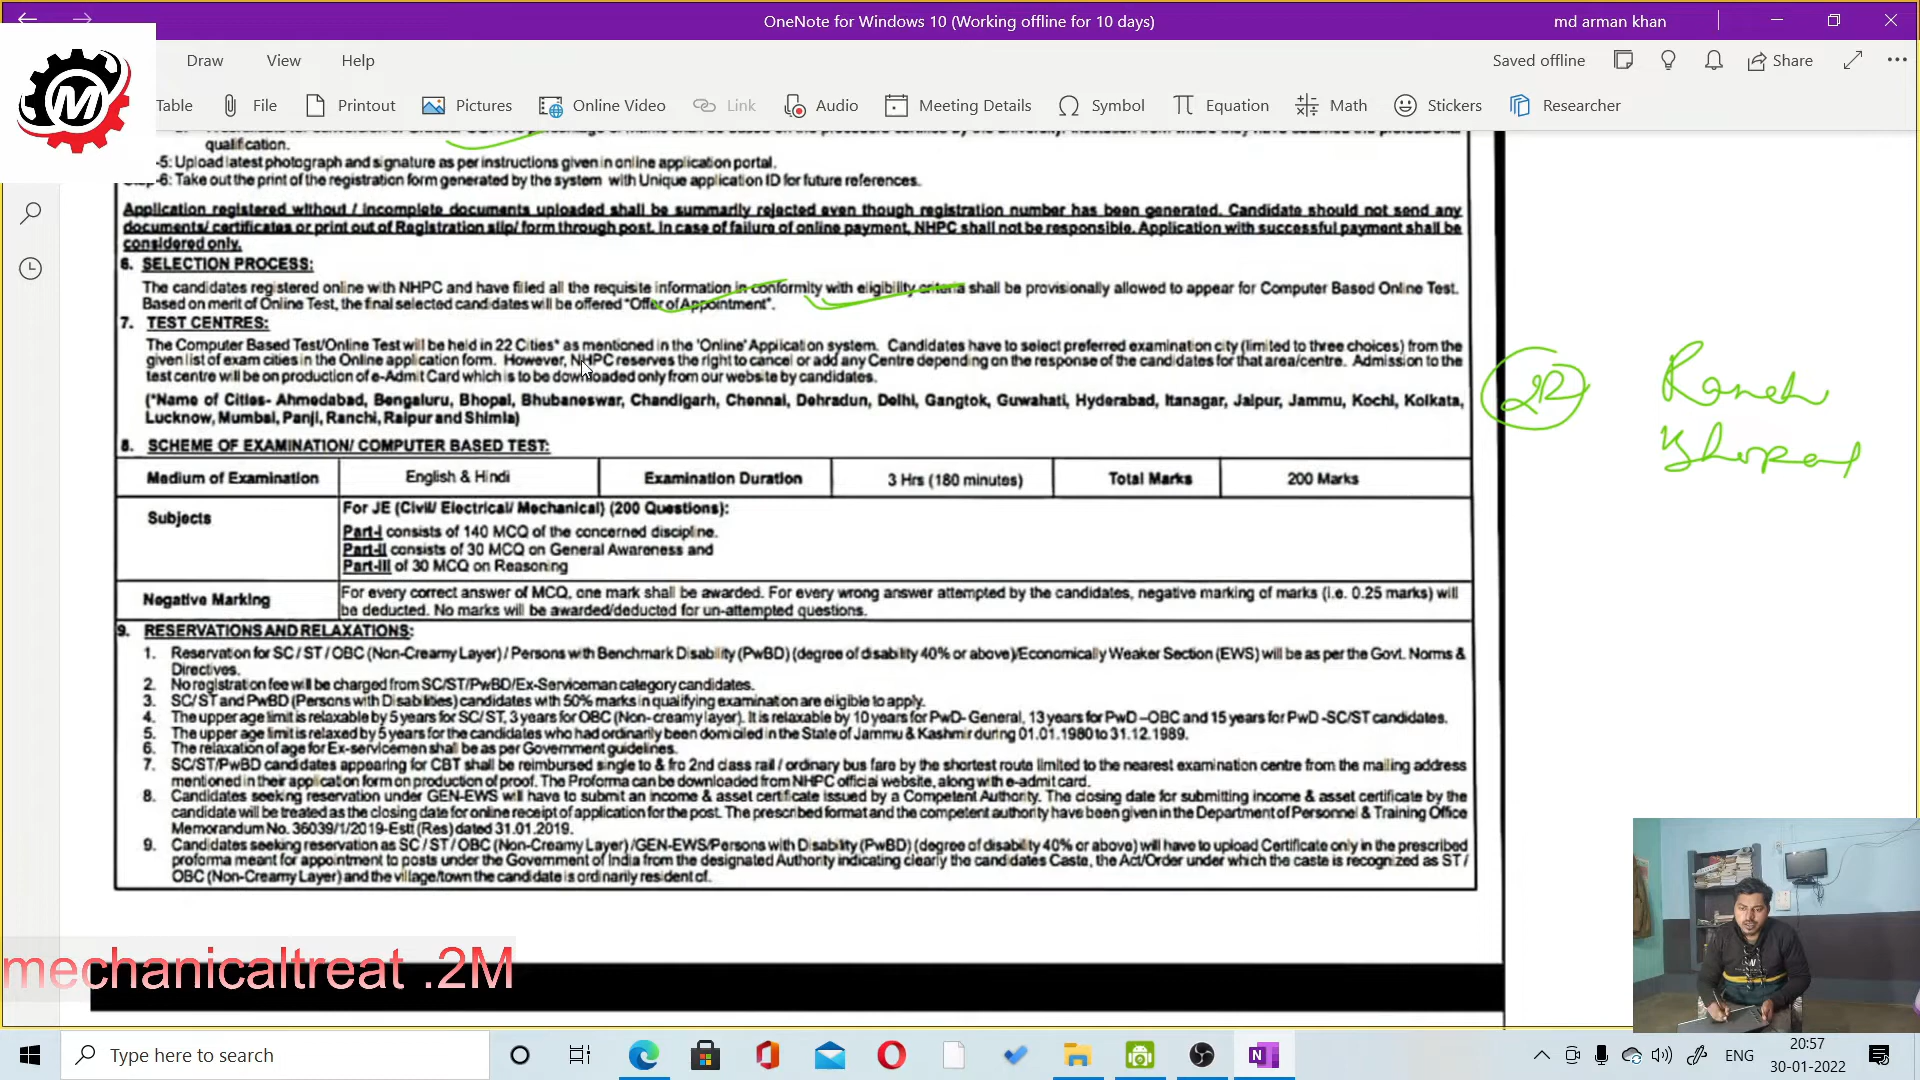 OneNote for Windows 10 (Working offline for 10 days)
md arman khan
Draw View Help
Saved offline
Share
Table File Printout Pictures Online Video Link Audio Meeting Details Symbol Equation Math Stickers Researcher
qualification.
-5: Upload latest photograph and signature as per instructions given in online application portal.
Step-6: Take out the print of the registration form generated by the system with Unique application ID for future references.
Application registered without / incomplete documents uploaded shall be summarily rejected even though registration number has been generated. Candidate should not send any
documents/ certificates or print out of Registration slip/ form through post. In case of failure of online payment, NHPC shall not be responsible. Application with successful payment shall be
considered only.
6. SELECTION PROCESS:
The candidates registered online with NHPC and have filled all the requisite information in conformity with eligibility criteria shall be provisionally allowed to appear for Computer Based Online Test.
Based on merit of Online Test, the final selected candidates will be offered "Offer of Appointment".
7. TEST CENTRES:
The Computer Based Test/Online Test will be held in 22 Cities* as mentioned in the 'Online' Application system. Candidates have to select preferred examination city (limited to three choices) from the
given list of exam cities in the Online application form. However, NHPC reserves the right to cancel or add any Centre depending on the response of the candidates for that area/centre. Admission to the
test centre will be on production of e-Admit Card which is to be downloaded only from our website by candidates.
(*Name of Cities- Ahmedabad, Bengaluru, Bhopal, Bhubaneswar, Chandigarh, Chennai, Dehradun, Delhi, Gangtok, Guwahati, Hyderabad, Itanagar, Jaipur, Jammu, Kochi, Kolkata,
Lucknow, Mumbai, Panji, Ranchi, Raipur and Shimla)
22
8. SCHEME OF EXAMINATION/ COMPUTER BASED TEST:
Medium of Examination English & Hindi Examination Duration 3 Hrs (180 minutes) Total Marks 200 Marks
Subjects
For JE (Civil/ Electrical/ Mechanical) (200 Questions):
Part-I consists of 140 MCQ of the concerned discipline.
Part-II consists of 30 MCQ on General Awareness and
Part-III of 30 MCQ on Reasoning
Negative Marking
For every correct answer of MCQ, one mark shall be awarded. For every wrong answer attempted by the candidates, negative marking of marks (i.e. 0.25 marks) will
be deducted. No marks will be awarded/deducted for un-attempted questions.
9. RESERVATIONS AND RELAXATIONS:
1. Reservation for SC/ ST / OBC (Non-Creamy Layer) / Persons with Benchmark Disability (PwBD) (degree of disability 40% or above)/Economically Weaker Section (EWS) will be as per the Govt. Norms &
Directives.
2. No registration fee will be charged from SC/ST/PwBD/Ex-Serviceman category candidates.
3. SC/ST and PwBD (Persons with Disabilities) candidates with 50% marks in qualifying examination are eligible to apply.
4. The upper age limit is relaxable by 5 years for SC/ ST, 3 years for OBC (Non- creamy layer). It is relaxable by 10 years for PwD- General, 13 years for PwD –OBC and 15 years for PwD -SC/ST candidates.
5. The upper age limit is relaxed by 5 years for the candidates who had ordinarily been domiciled in the State of Jammu & Kashmir during 01.01.1980 to 31.12.1989.
6. The relaxation of age for Ex-servicemen shall be as per Government guidelines.
7. SC/ST/PwBD candidates appearing for CBT shall be reimbursed single to & fro 2nd class rail / ordinary bus fare by the shortest route limited to the nearest examination centre from the mailing address
mentioned in their application form on production of proof. The Proforma can be downloaded from NHPC official website, along with e-admit card.
8. Candidates seeking reservation under GEN-EWS will have to submit an income & asset certificate issued by a Competent Authority. The closing date for submitting income & asset certificate by the
candidate will be treated as the closing date for online receipt of application for the post. The prescribed format and the competent authority have been given in the Department of Personnel & Training Office
Memorandum No. 36039/1/2019-Estt (Res) dated 31.01.2019.
9. Candidates seeking reservation as SC / ST / OBC (Non-Creamy Layer) /GEN-EWS/Persons with Disability (PwBD) (degree of disability 40% or above) will have to upload Certificate only in the prescribed
proforma meant for appointment to posts under the Government of India from the designated Authority indicating clearly the candidates Caste, the Act/Order under which the caste is recognized as ST /
OBC (Non-Creamy Layer) and the village/town the candidate is ordinarily resident of.
mechanicaltreat .2M
Type here to search
ENG
20:57
30-01-2022